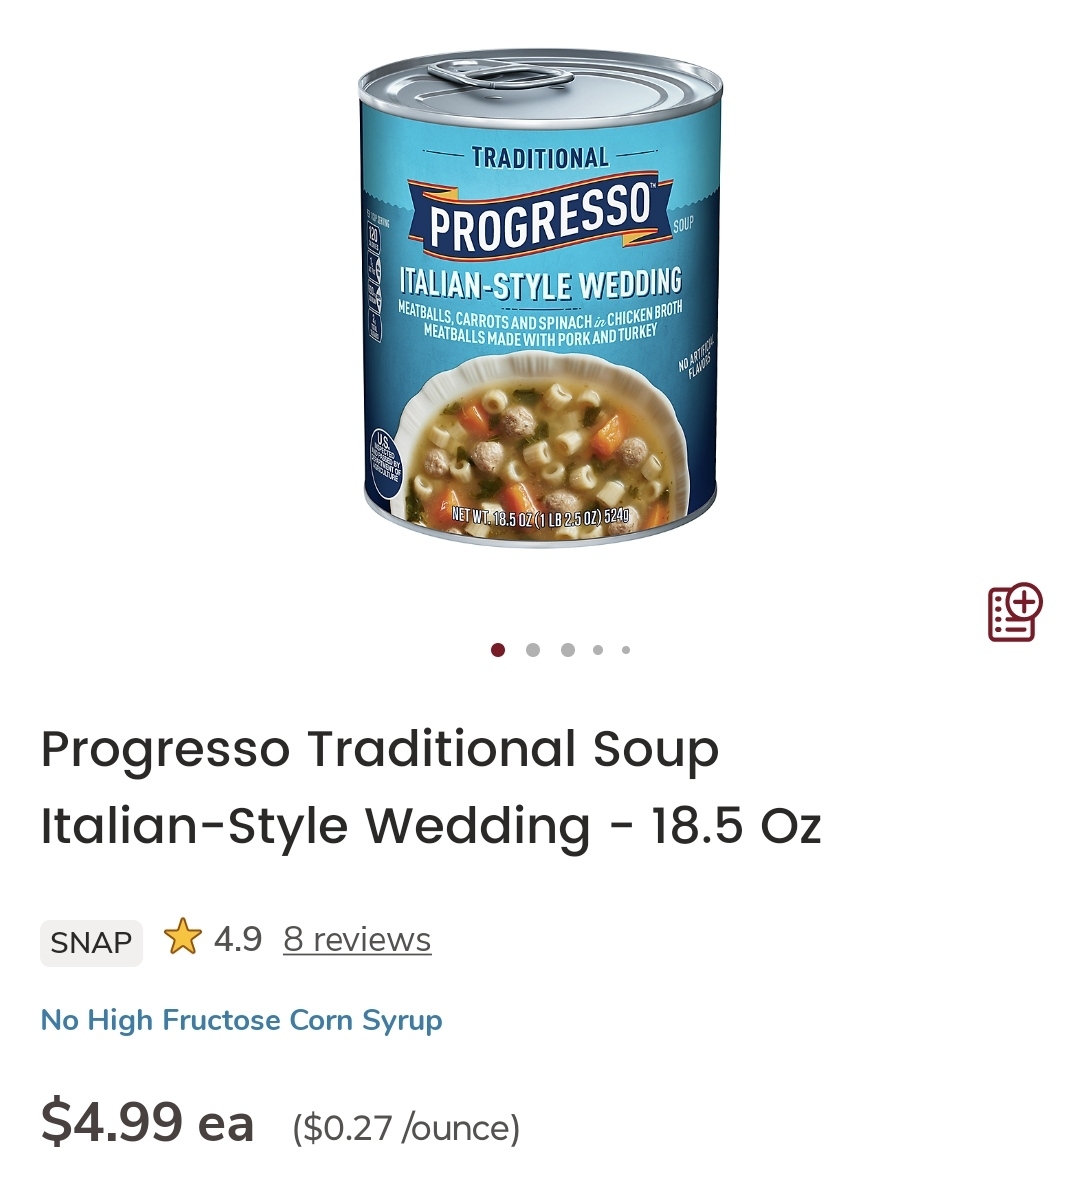 TRADITIONAL
PROGRESSO™
SOUP
ITALIAN-STYLE WEDDING
MEATBALLS, CARROTS AND SPINACH in CHICKEN BROTH
MEATBALLS MADE WITH PORK AND TURKEY
120
NO ARTIFICIAL
FLAVORS
U.S.
INSPECTED
AND PASSED BY
DEPARTMENT OF
AGRICULTURE
NET WT. 18.5 OZ (1 LB 2.5 OZ) 524g
Progresso Traditional Soup
Italian-Style Wedding - 18.5 Oz
SNAP 4.9 8 reviews
No High Fructose Corn Syrup
$4.99 ea ($0.27 /ounce)